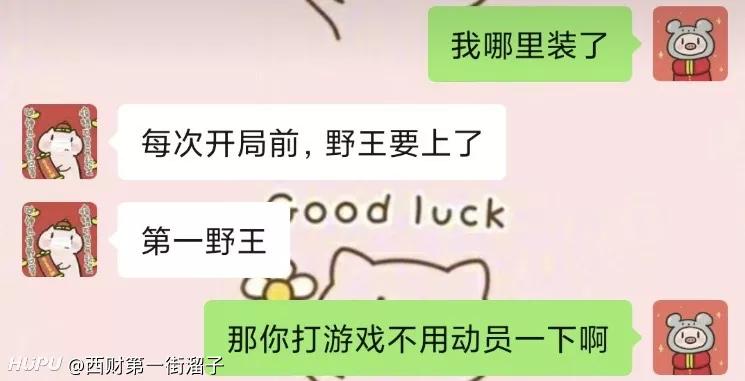 我哪里装了
每次开局前，野王要上了
Good luck
第一野王
那你打游戏不用动员一下啊
HUPU @西财第一街溜子